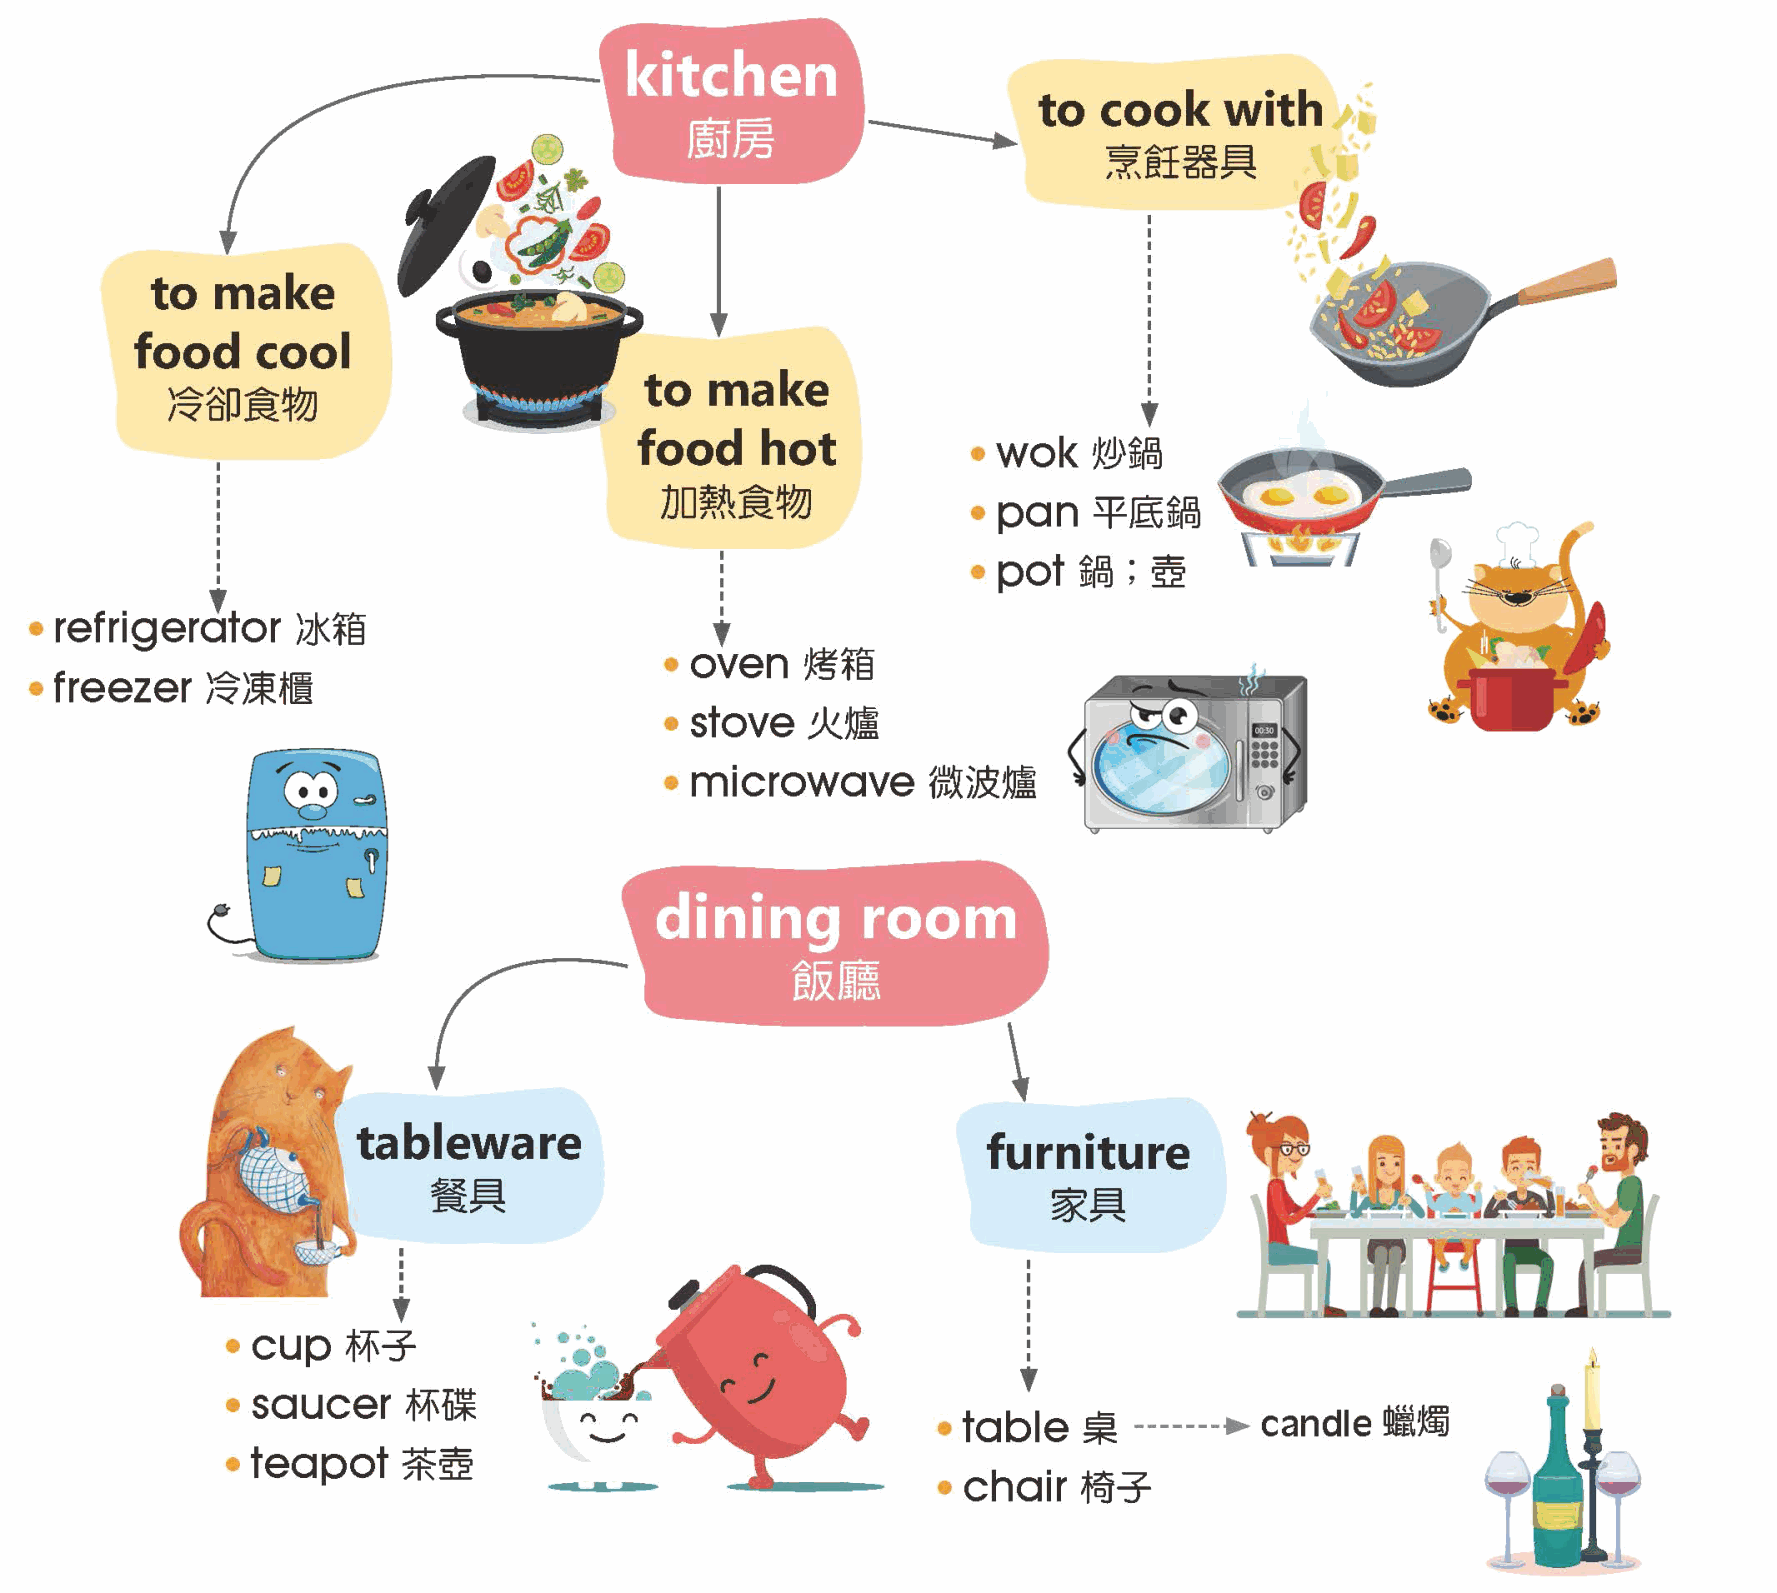 kitchen
廚房
to cook with
烹飪器具
to make
food cool
冷卻食物
to make
food hot
加熱食物
• wok 炒鍋
• pan 平底鍋
• pot 鍋；壺
• refrigerator 冰箱
• freezer 冷凍櫃
• oven 烤箱
• stove 火爐
• microwave 微波爐
00:30
dining room
飯廳
tableware
餐具
furniture
家具
• cup 杯子
• saucer 杯碟
• teapot 茶壺
• table 桌
candle 蠟燭
• chair 椅子